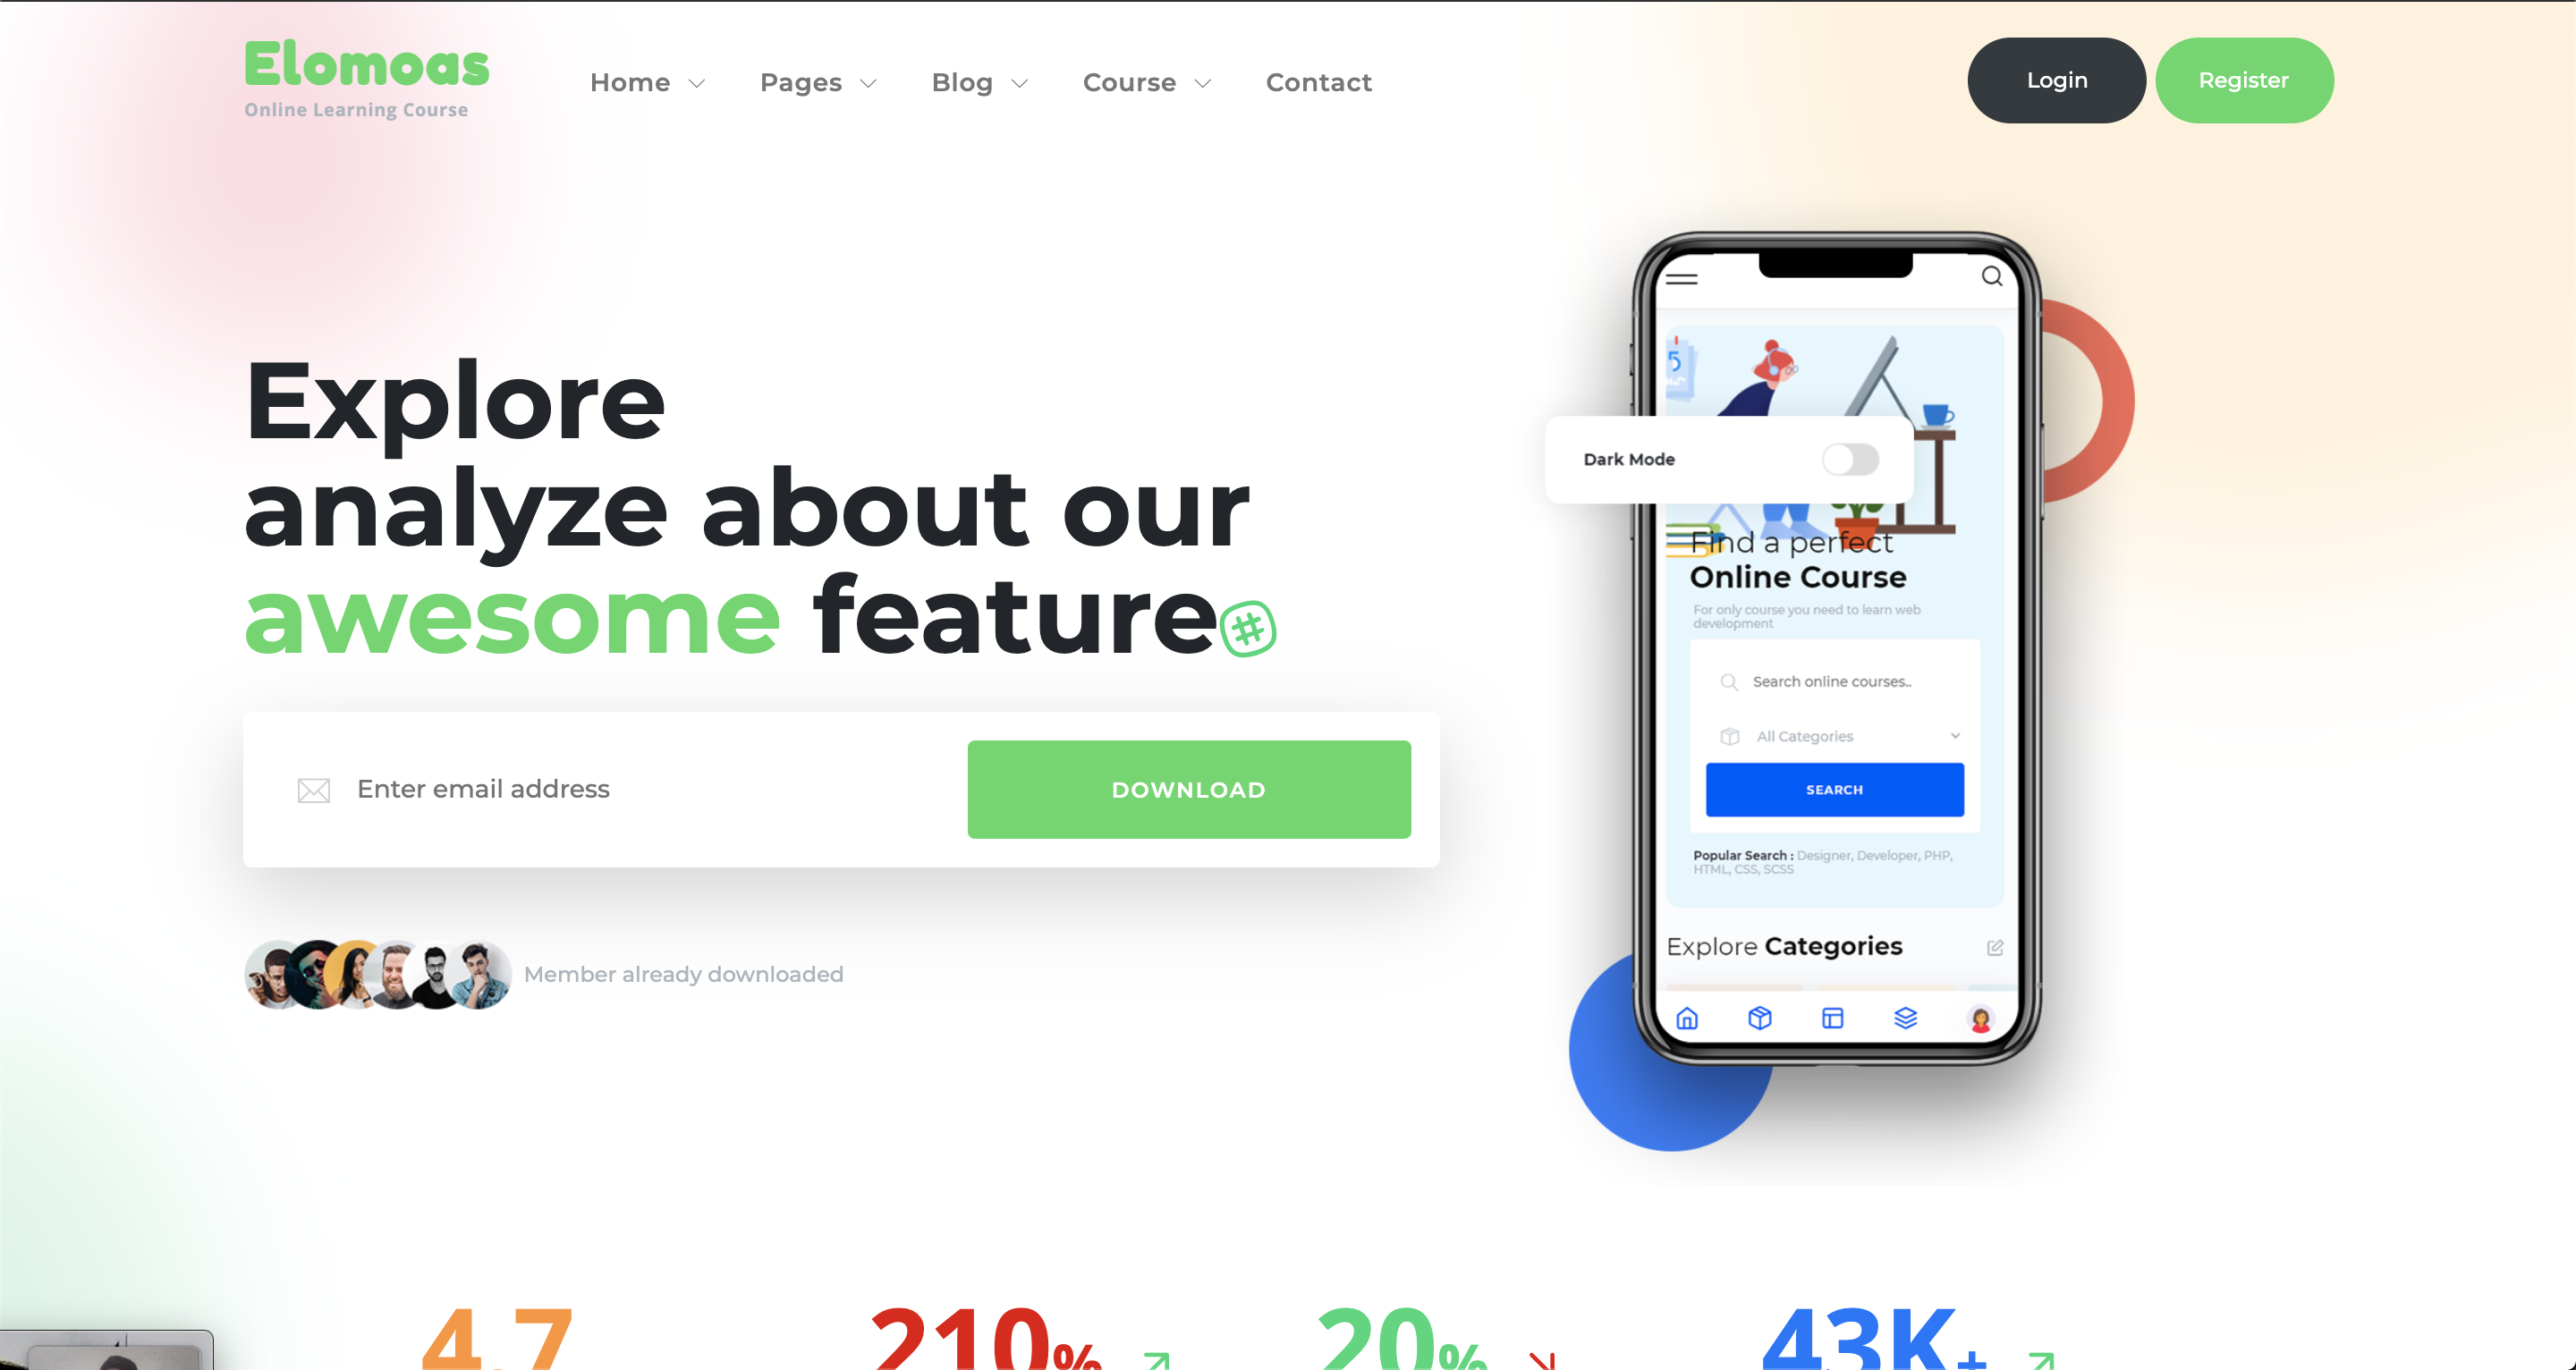 Elomoas
Online Learning Course
Home
Pages
Blog
Course
Contact
Login
Register
Explore
analyze about our
awesome feature
Enter email address
DOWNLOAD
Member already downloaded
5
Dark Mode
Find a perfect
Online Course
For only course you need to learn web
development
Search online courses..
All Categories
SEARCH
Popular Search : Designer, Developer, PHP,
HTML, CSS, SCSS
Explore Categories
4.7
210%
20%
43K+